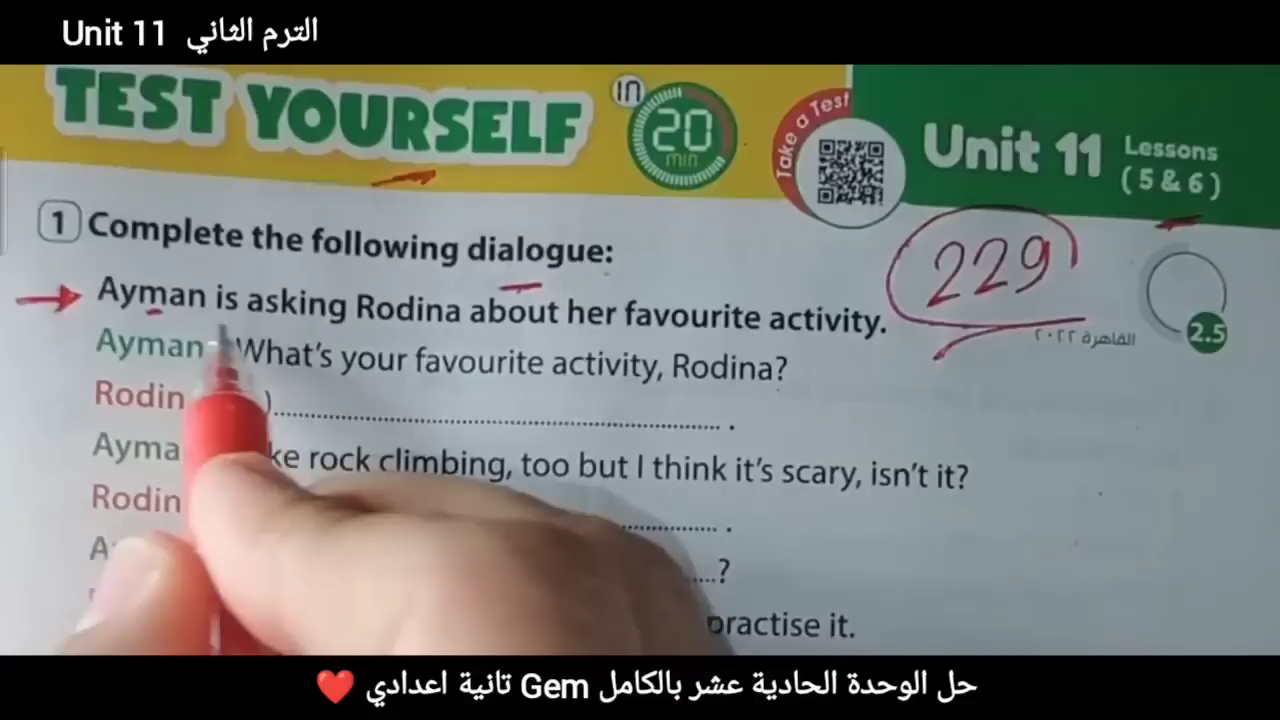 Unit 11 الترم الثاني
TEST YOURSELF
in 20 min
Take a Test
Unit 11 Lessons (5 & 6)
1 Complete the following dialogue:
229
Ayman is asking Rodina about her favourite activity.
القاهرة ٢٠٢٢
2.5
Ayman What's your favourite activity, Rodina?
Rodin ) .
rock climbing, too but I think it's scary, isn't it?
Rodin .
?
practise it.
حل الوحدة الحادية عشر بالكامل Gem تانية اعدادي ❤️